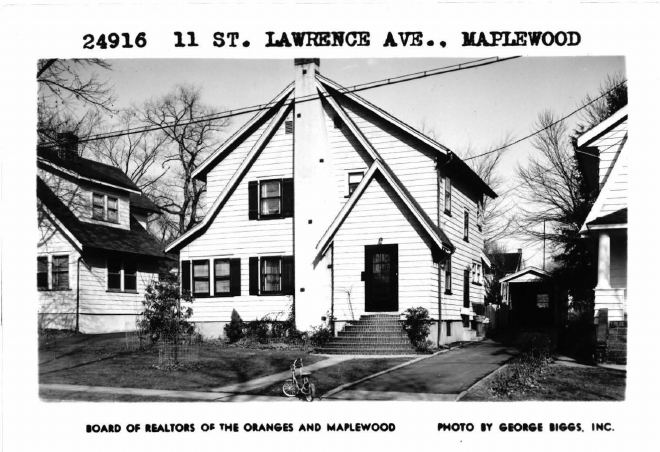 24916 11 ST. LAWRENCE AVE., MAPLEWOOD
BOARD OF REALTORS OF THE ORANGES AND MAPLEWOOD PHOTO BY GEORGE BIGGS, INC.